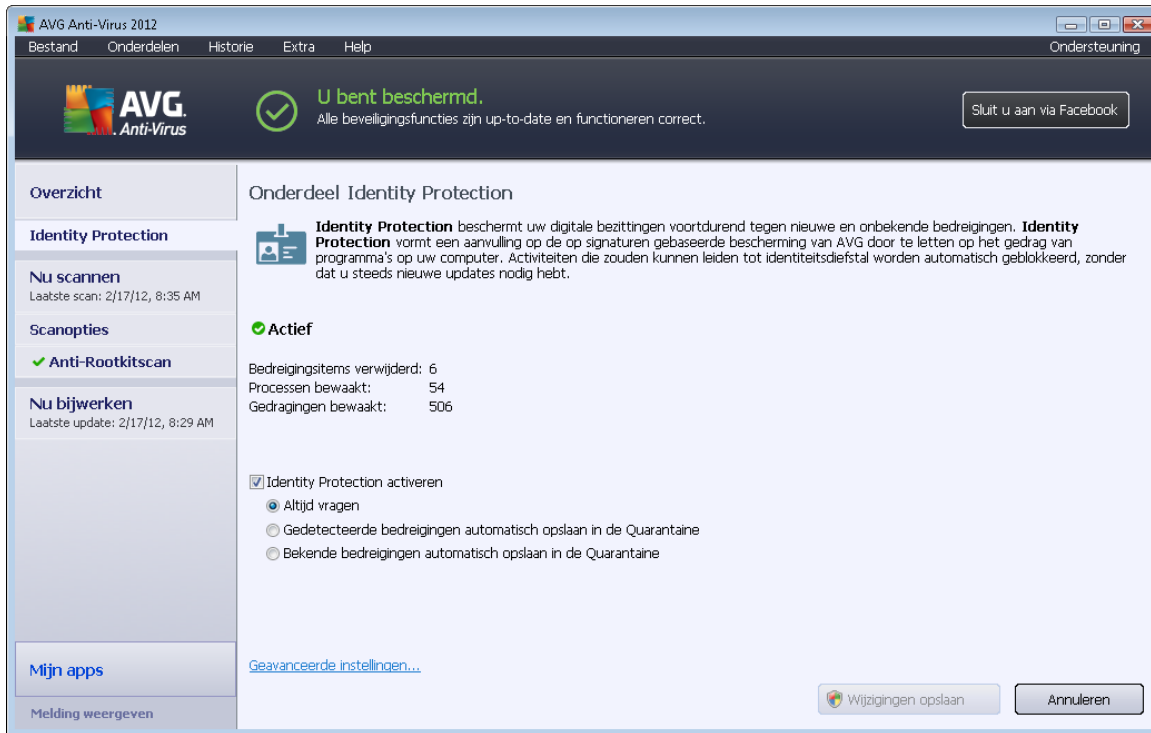 AVG Anti-Virus 2012
Bestand Onderdelen Historie Extra Help Ondersteuning
AVG.
Anti-Virus
U bent beschermd.
Alle beveiligingsfuncties zijn up-to-date en functioneren correct.
Sluit u aan via Facebook
Overzicht
Identity Protection
Nu scannen
Laatste scan: 2/17/12, 8:35 AM
Scanopties
Anti-Rootkitscan
Nu bijwerken
Laatste update: 2/17/12, 8:29 AM
Mijn apps
Melding weergeven
Onderdeel Identity Protection
Identity Protection beschermt uw digitale bezittingen voortdurend tegen nieuwe en onbekende bedreigingen. Identity
Protection vormt een aanvulling op de op signaturen gebaseerde bescherming van AVG door te letten op het gedrag van
programma's op uw computer. Activiteiten die zouden kunnen leiden tot identiteitsdiefstal worden automatisch geblokkeerd, zonder
dat u steeds nieuwe updates nodig hebt.
Actief
Bedreigingsitems verwijderd: 6
Processen bewaakt: 54
Gedragingen bewaakt: 506
Identity Protection activeren
Altijd vragen
Gedetecteerde bedreigingen automatisch opslaan in de Quarantaine
Bekende bedreigingen automatisch opslaan in de Quarantaine
Geavanceerde instellingen...
Wijzigingen opslaan
Annuleren